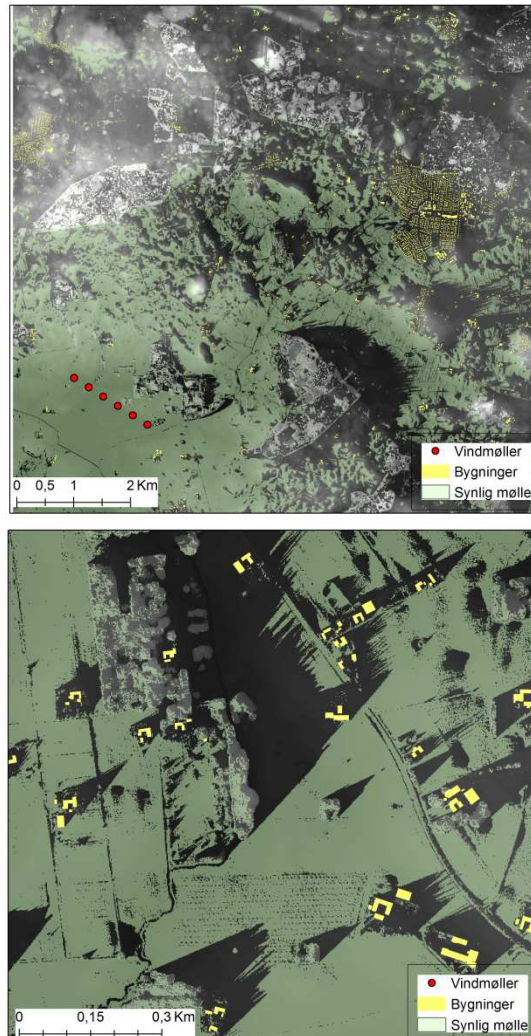 Vindmøller
Bygninger
Synlig mølle
0 0,5 1 2 Km
Vindmøller
Bygninger
Synlig mølle
0 0,15 0,3 Km